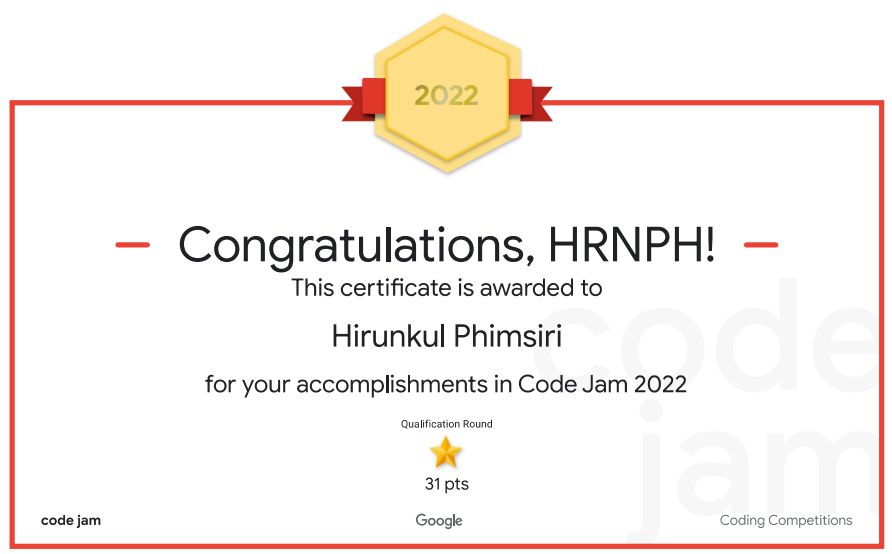 2022
Congratulations, HRNPH!
This certificate is awarded to
Hirunkul Phimsiri
for your accomplishments in Code Jam 2022
Qualification Round
31 pts
code jam
code jam Google Coding Competitions